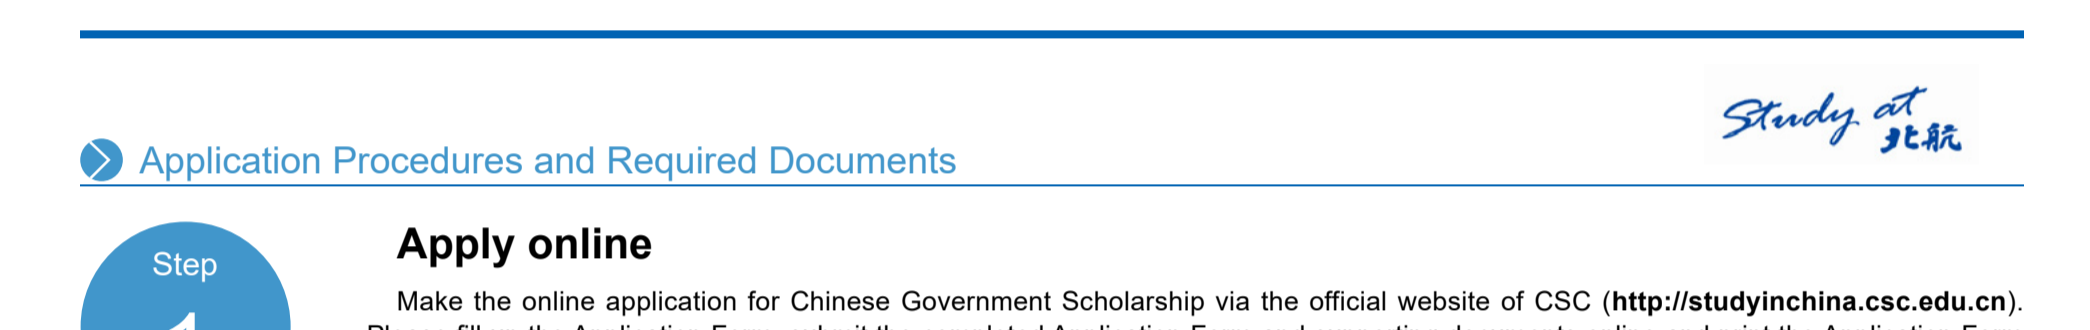 Study at
北航
Application Procedures and Required Documents
Step
1
Apply online
Make the online application for Chinese Government Scholarship via the official website of CSC (http://studyinchina.csc.edu.cn).